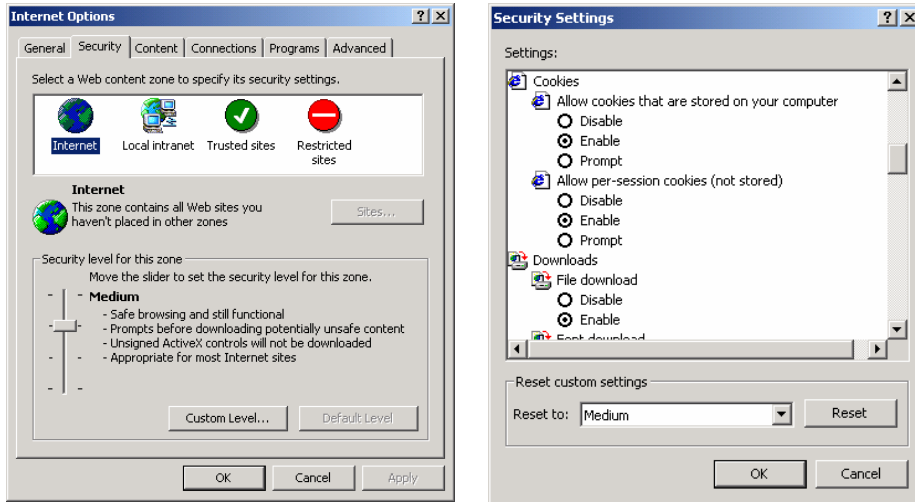 Internet Options
General Security Content Connections Programs Advanced
Select a Web content zone to specify its security settings.
Internet Local intranet Trusted sites Restricted
sites
Internet
This zone contains all Web sites you
haven't placed in other zones
Sites...
Security level for this zone
Move the slider to set the security level for this zone.
Medium
- Safe browsing and still functional
- Prompts before downloading potentially unsafe content
- Unsigned ActiveX controls will not be downloaded
- Appropriate for most Internet sites
Custom Level... Default Level
OK Cancel Apply
Security Settings
Settings:
Cookies
Allow cookies that are stored on your computer
Disable
Enable
Prompt
Allow per-session cookies (not stored)
Disable
Enable
Prompt
Downloads
File download
Disable
Enable
Font download
Reset custom settings
Reset to: Medium Reset
OK Cancel